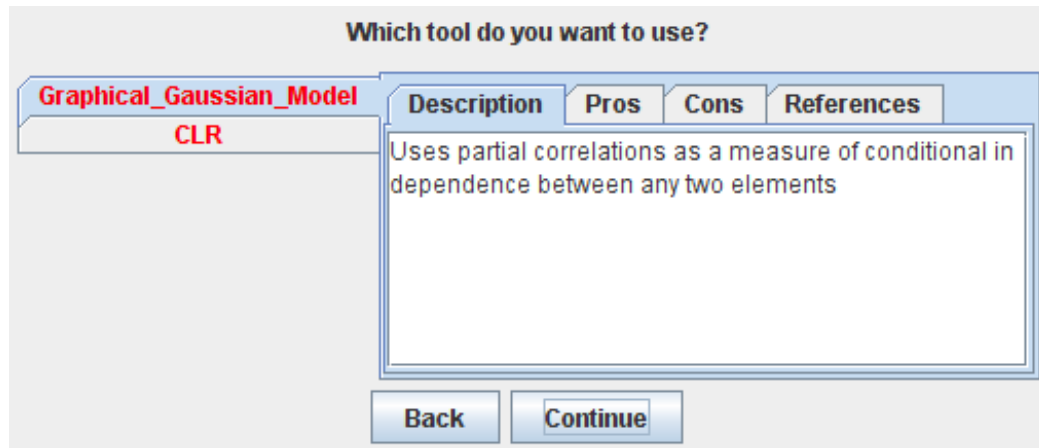 Which tool do you want to use?
Graphical_Gaussian_Model
CLR
Description
Pros
Cons
References
Uses partial correlations as a measure of conditional in
dependence between any two elements
Back
Continue